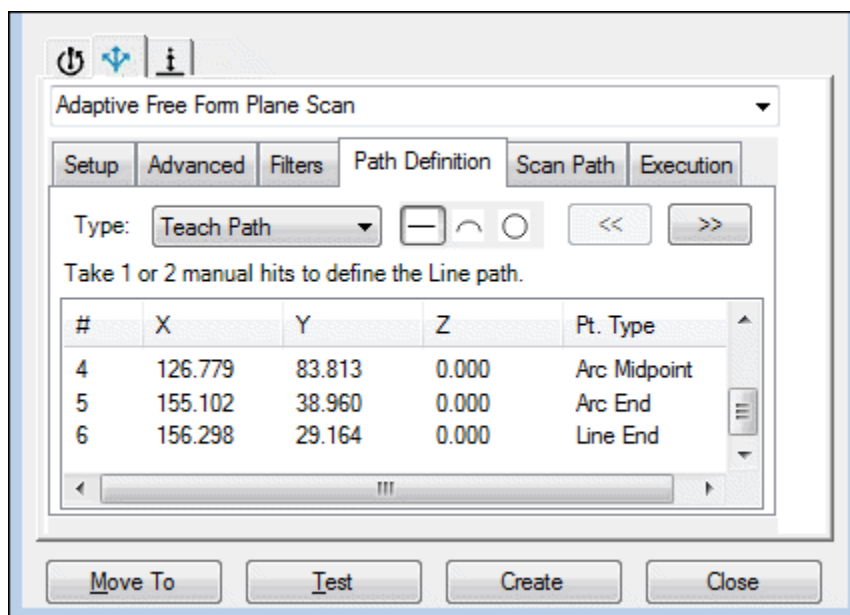 Adaptive Free Form Plane Scan
Setup Advanced Filters Path Definition Scan Path Execution
Type: Teach Path << >>
Take 1 or 2 manual hits to define the Line path.
# X Y Z Pt. Type
4 126.779 83.813 0.000 Arc Midpoint
5 155.102 38.960 0.000 Arc End
6 156.298 29.164 0.000 Line End
Move To Test Create Close